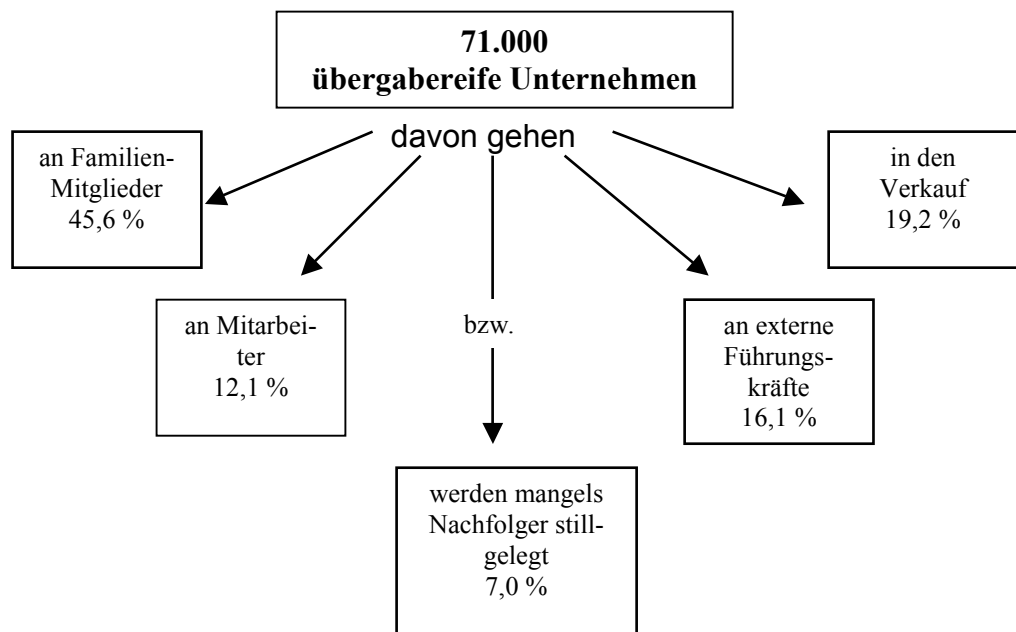 71.000
übergabereife Unternehmen
davon gehen
an Familien-
Mitglieder
45,6 %
in den
Verkauf
19,2 %
an Mitarbei-
ter
12,1 %
bzw.
an externe
Führungs-
kräfte
16,1 %
werden mangels
Nachfolger still-
gelegt
7,0 %